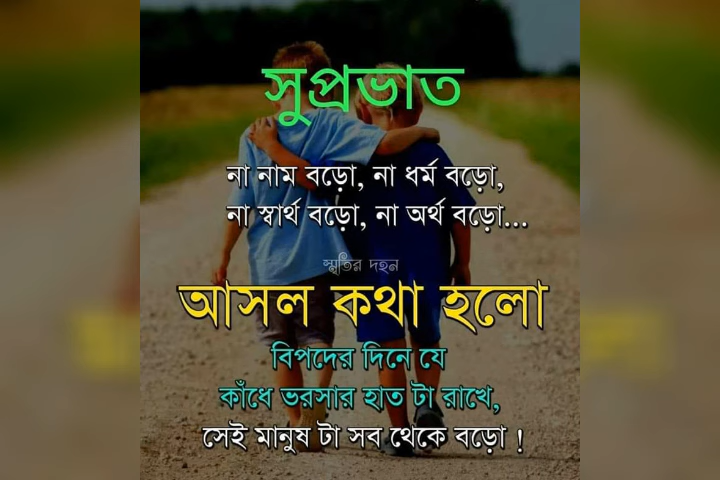 সুপ্রভাত
না নাম বড়ো, না ধর্ম বড়ো,
না স্বার্থ বড়ো, না অর্থ বড়ো...
স্মৃতির দহন
আসল কথা হলো
বিপদের দিনে যে
কাঁধে ভরসার হাত টা রাখে,
সেই মানুষ টা সব থেকে বড়ো !